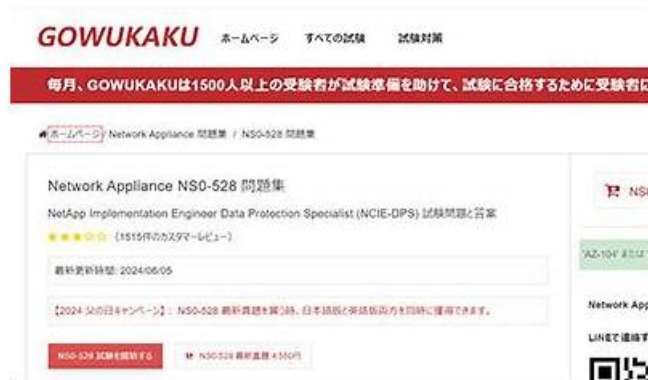 GOWUKAKU ホームページ すべての試験 試験対策
毎月、GOWUKAKUは1500人以上の受験者が試験準備を助けて、試験に合格するために受験者に
ホームページ/ Network Appliance 問題集 / NS0-528 問題集
Network Appliance NS0-528 問題集
NS0
NetApp Implementation Engineer Data Protection Specialist (NCIE-DPS) 試験問題と答案
(1515件のカスタマーレビュー)
"AZ-104" または "
最新更新時間: 2024/06/05
【2024 父の日キャンペーン】: NS0-528 最新真題を買う時、日本語版と英語版両方を同時に獲得できます。
Network App
LINEで連絡す
NS0-528 試験を開始する NS0-528 最新真題 4550円